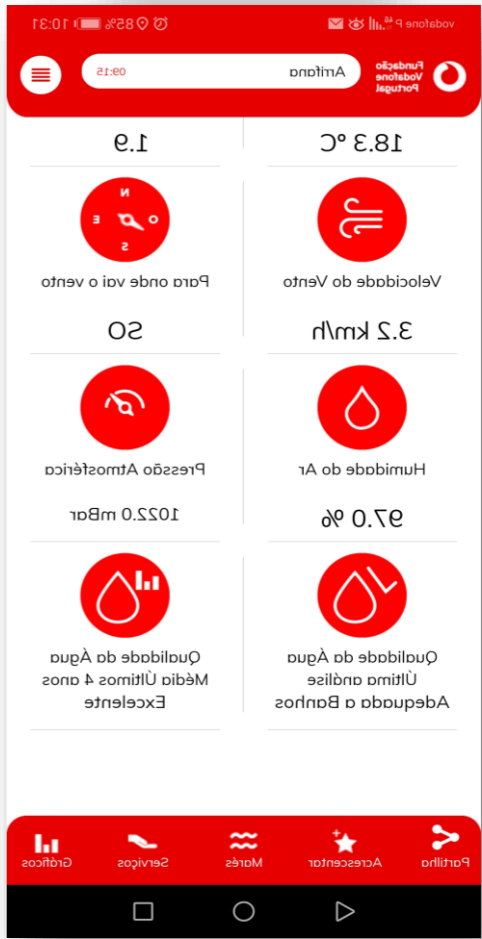 vodafone P 4G 85% 10:31
Fundação
Vodafone
Portugal
Arrifana 09:15
18.3 ºC 1.9
N
O E
S
Velocidade do Vento Para onde vai o vento
3.2 km/h SO
Humidade do Ar Pressão Atmosférica
97.0 % 1022.0 mBar
Qualidade da Água
Última análise
Adequada a Banhos
Qualidade da Água
Média Últimos 4 anos
Excelente
Partilha Acrescentar Marés Serviços Gráficos